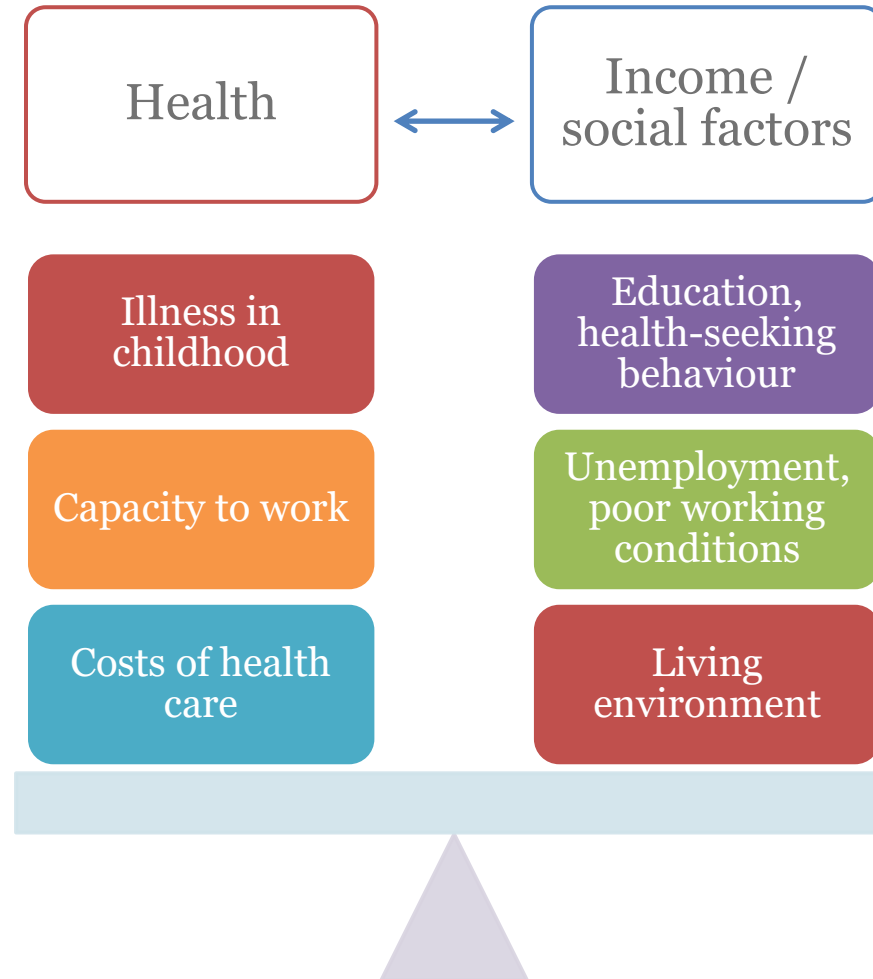 Health
Income /
social factors
Illness in
childhood
Education,
health-seeking
behaviour
Capacity to work
Unemployment,
poor working
conditions
Costs of health
care
Living
environment